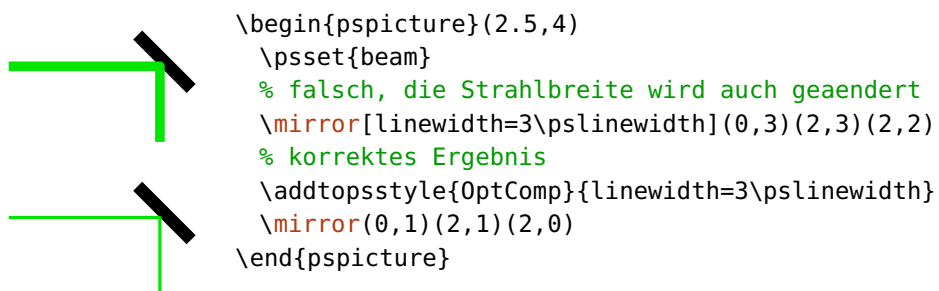 \begin{pspicture}(2.5,4)
\psset{beam}
% falsch, die Strahlbreite wird auch geaendert
\mirror[linewidth=3\pslinewidth](0,3)(2,3)(2,2)
% korrektes Ergebnis
\addtopsstyle{OptComp}{linewidth=3\pslinewidth}
\mirror(0,1)(2,1)(2,0)
\end{pspicture}